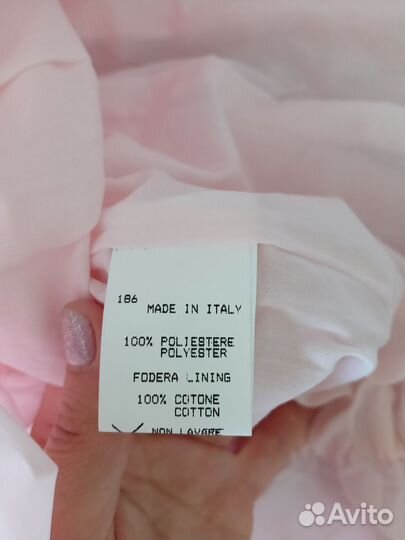 186 MADE IN ITALY
100% POLIESTERE
POLYESTER
FODERA LINING
100% COTONE
COTTON
NON LAVARE
Avito